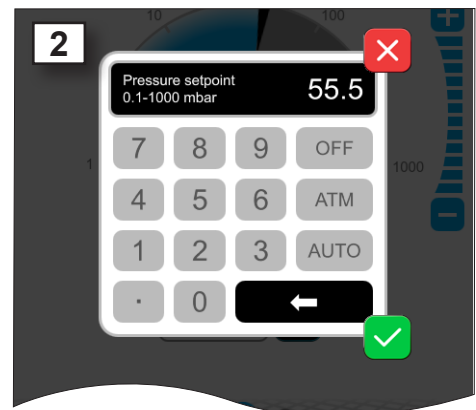 2
10
100
Pressure setpoint
0.1-1000 mbar
55.5
1
1000
7 8 9 OFF
4 5 6 ATM
1 2 3 AUTO
. 0